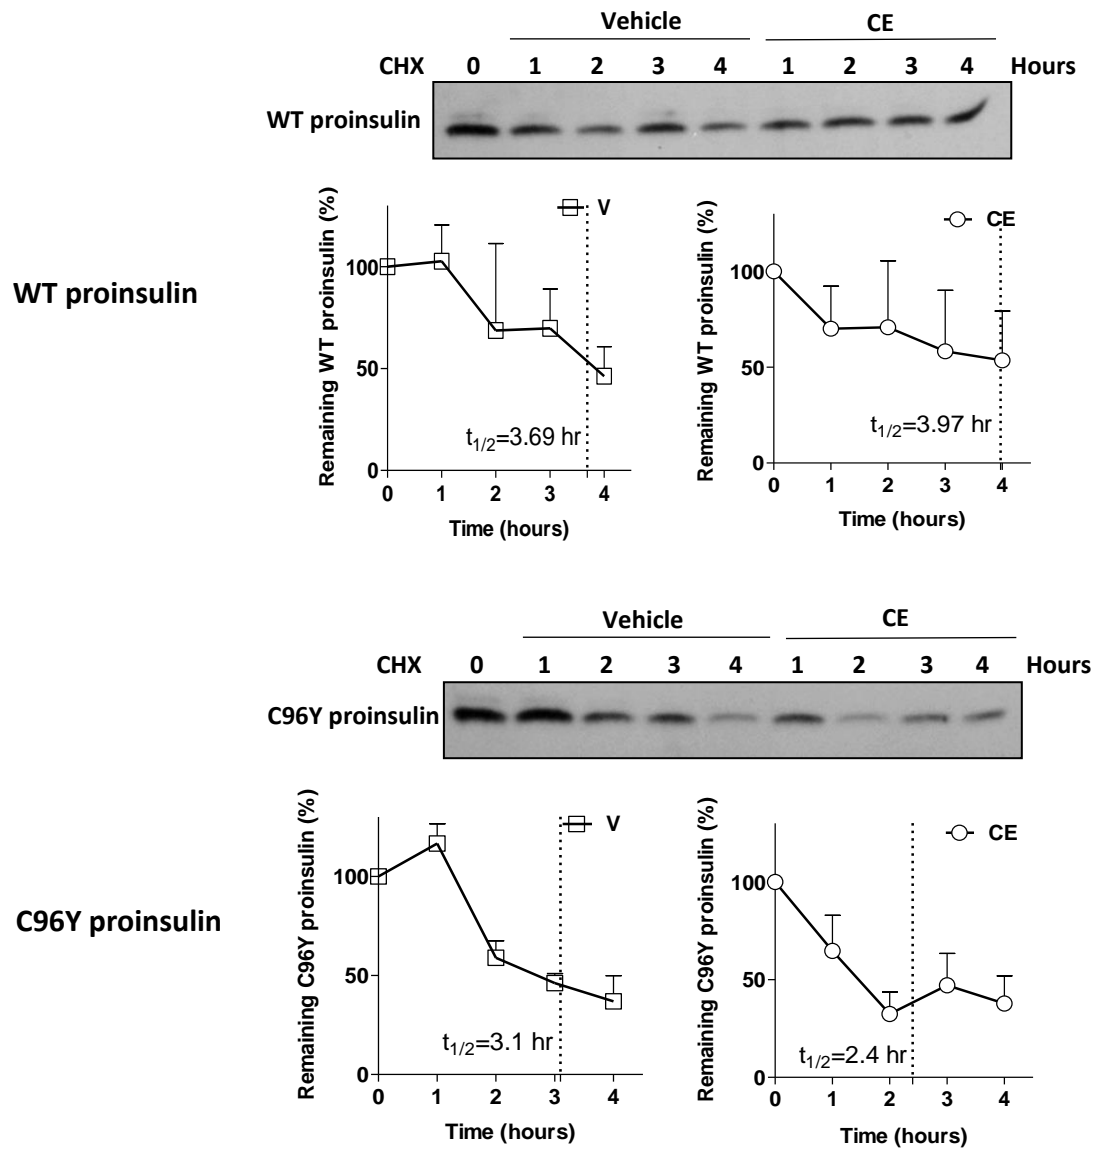 Vehicle CE
CHX 0 1 2 3 4 1 2 3 4 Hours
WT proinsulin
WT proinsulin
Remaining WT proinsulin (%)
V
100
50
0
t1/2=3.69 hr
0 1 2 3 4
Time (hours)
Remaining WT proinsulin (%)
CE
100
50
0
t1/2=3.97 hr
0 1 2 3 4
Time (hours)
Vehicle CE
CHX 0 1 2 3 4 1 2 3 4 Hours
C96Y proinsulin
C96Y proinsulin
Remaining C96Y proinsulin (%)
V
100
50
0
t1/2=3.1 hr
0 1 2 3 4
Time (hours)
Remaining C96Y proinsulin (%)
CE
100
50
0
t1/2=2.4 hr
0 1 2 3 4
Time (hours)